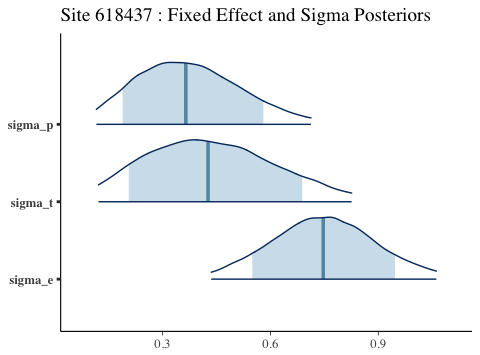 Site 618437 : Fixed Effect and Sigma Posteriors
sigma_p
sigma_t
sigma_e
0.3 0.6 0.9